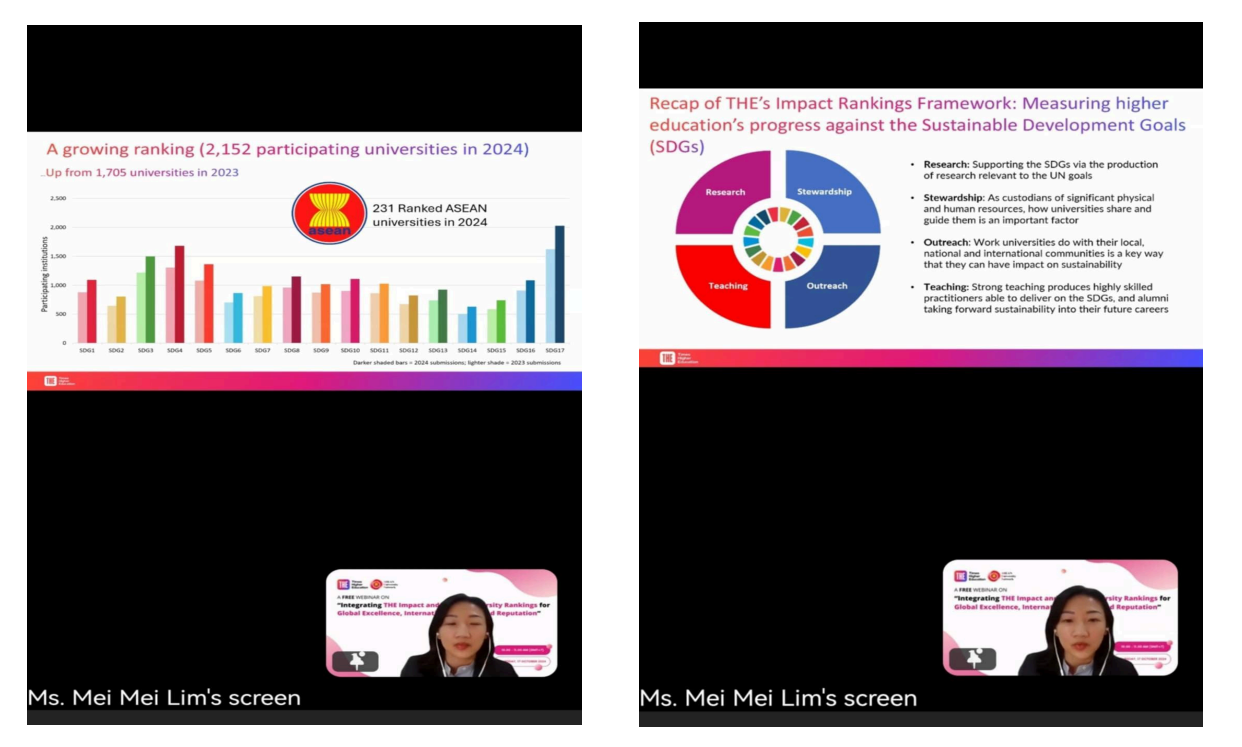 A growing ranking (2,152 participating universities in 2024)
Up from 1,705 universities in 2023
231 Ranked ASEAN
universities in 2024
asean
Participating institutions
2,500
2,000
1,500
1,000
500
0
SDG1 SDG2 SDG3 SDG4 SDG5 SDG6 SDG7 SDG8 SDG9 SDG10 SDG11 SDG12 SDG13 SDG14 SDG15 SDG16 SDG17
Darker shaded bars = 2024 submissions; lighter shade = 2023 submissions
THE Times
Higher
Education
THE Times
Higher
Education
A FREE WEBINAR ON
"Integrating THE Impact and rsity Rankings for
Global Excellence, Internat d Reputation"
Ms. Mei Mei Lim's screen
Recap of THE's Impact Rankings Framework: Measuring higher
education's progress against the Sustainable Development Goals
(SDGs)
Research
Stewardship
Teaching
Outreach
• Research: Supporting the SDGs via the production
of research relevant to the UN goals
• Stewardship: As custodians of significant physical
and human resources, how universities share and
guide them is an important factor
• Outreach: Work universities do with their local,
national and international communities is a key way
that they can have impact on sustainability
• Teaching: Strong teaching produces highly skilled
practitioners able to deliver on the SDGs, and alumni
taking forward sustainability into their future careers
THE Times
Higher
Education
THE Times
Higher
Education
A FREE WEBINAR ON
"Integrating THE Impact an rsity Rankings for
Global Excellence, Interna d Reputation"
Ms. Mei Mei Lim's screen